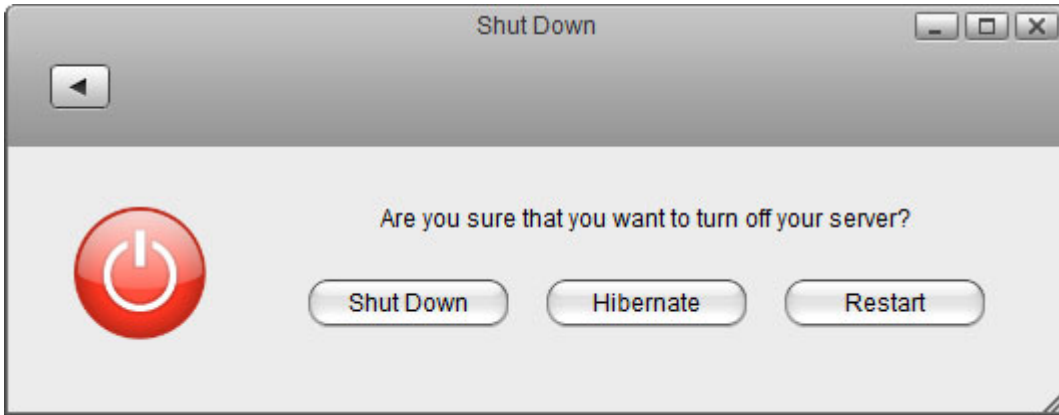 Shut Down
Are you sure that you want to turn off your server?
Shut Down
Hibernate
Restart